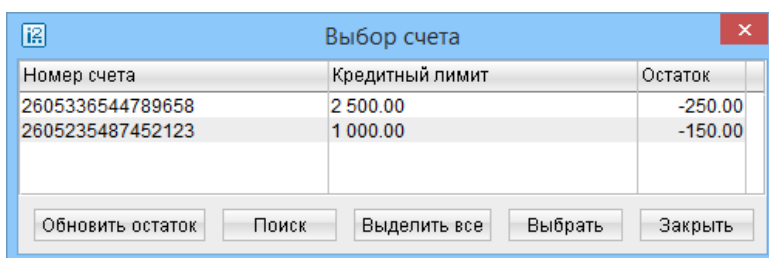 Выбор счета
Номер счета Кредитный лимит Остаток
2605336544789658 2 500.00 -250.00
2605235487452123 1 000.00 -150.00
Обновить остаток Поиск Выделить все Выбрать Закрыть